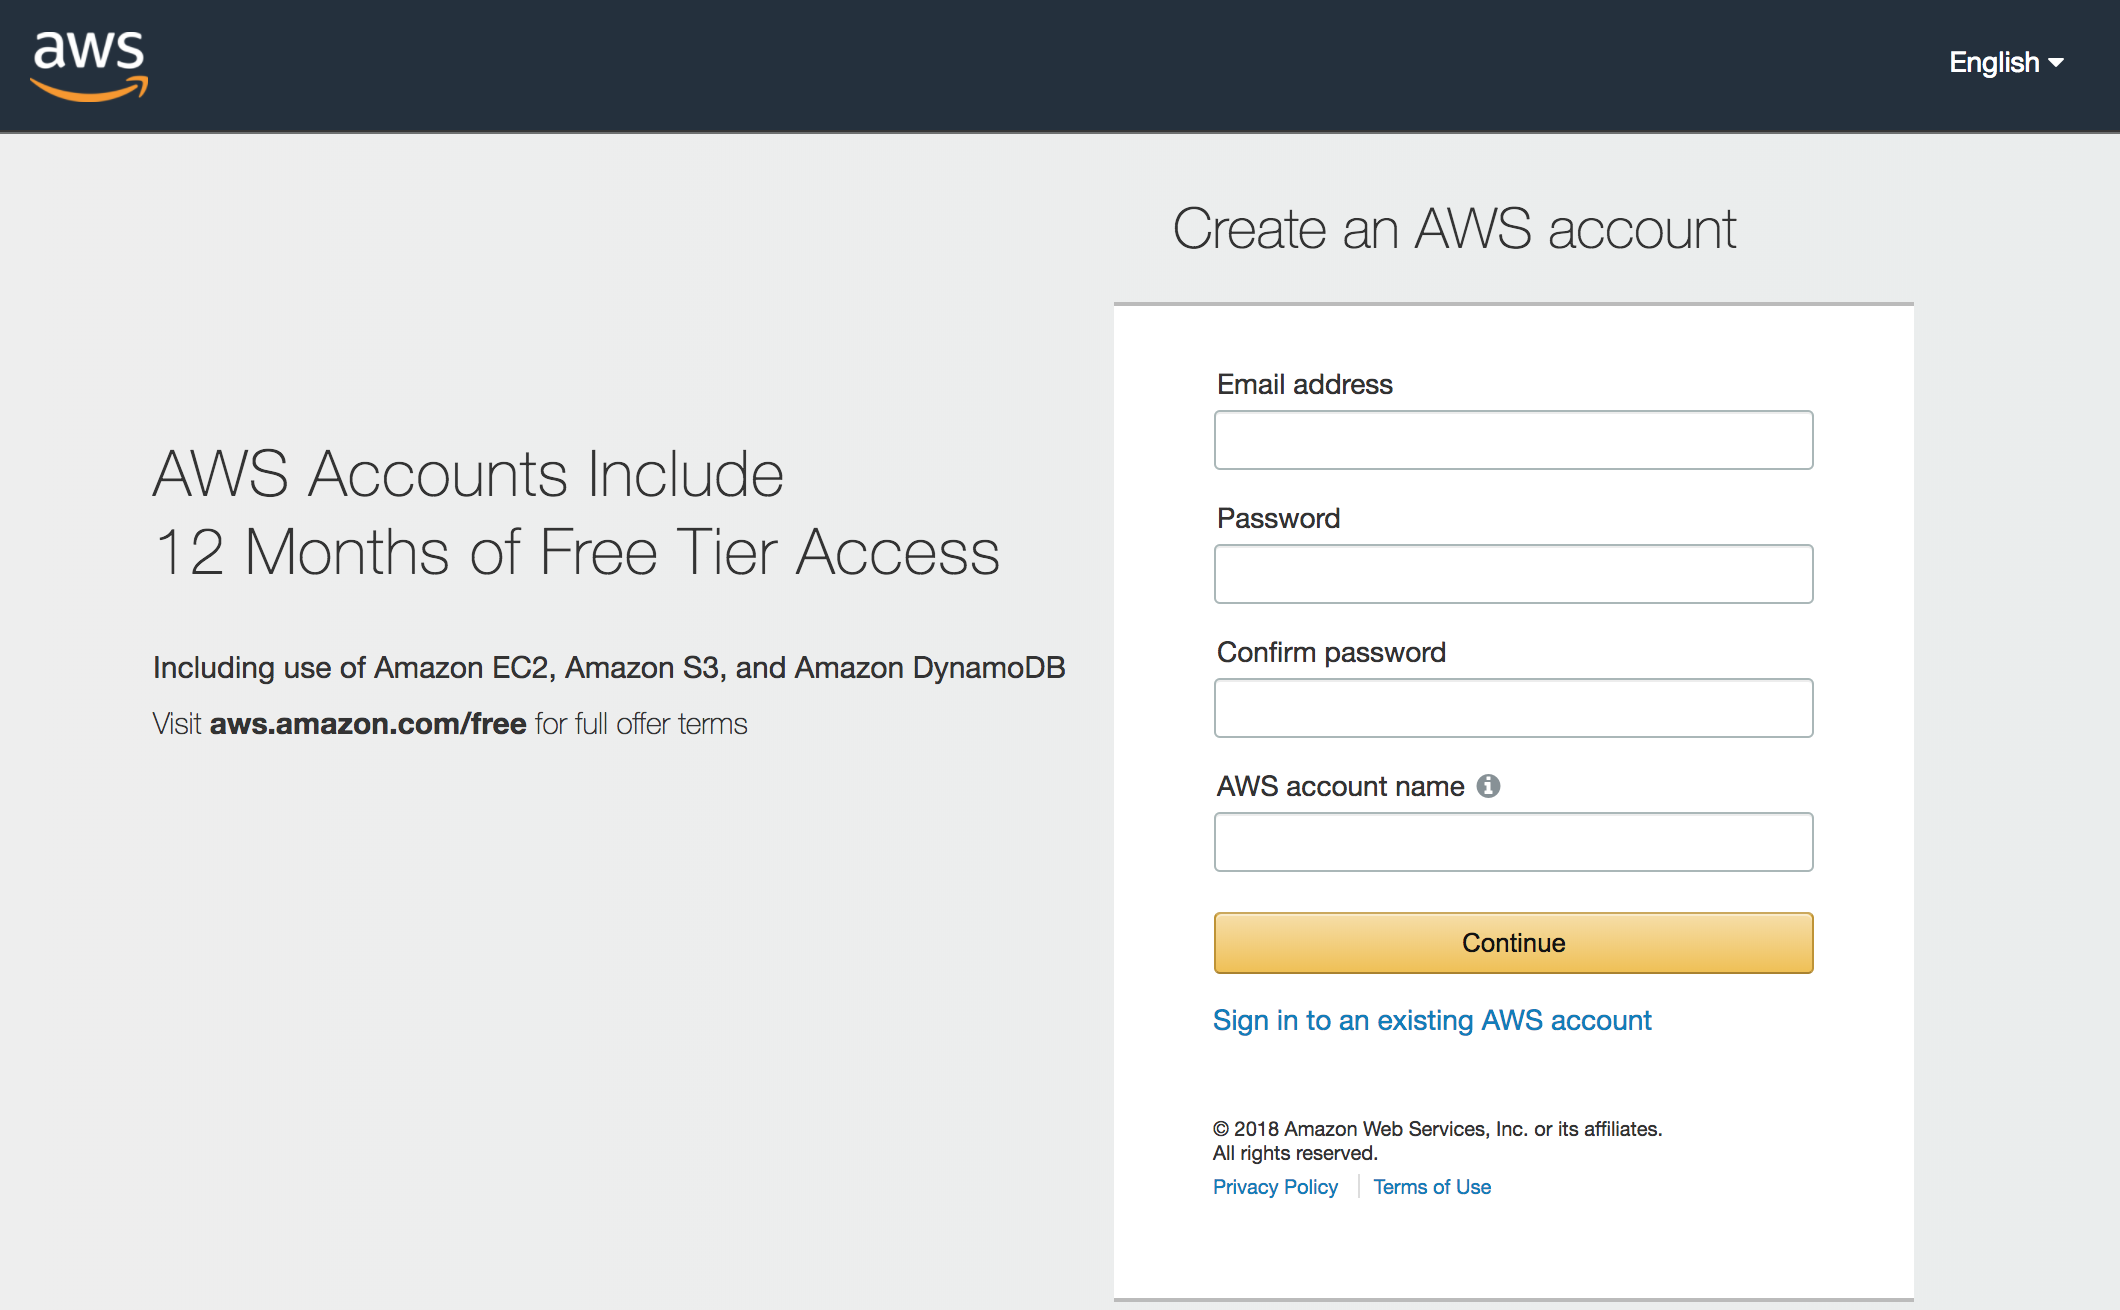 aws
English
Create an AWS account
AWS Accounts Include
12 Months of Free Tier Access
Including use of Amazon EC2, Amazon S3, and Amazon DynamoDB
Visit aws.amazon.com/free for full offer terms
Email address
Password
Confirm password
AWS account name
Continue
Sign in to an existing AWS account
© 2018 Amazon Web Services, Inc. or its affiliates.
All rights reserved.
Privacy Policy | Terms of Use